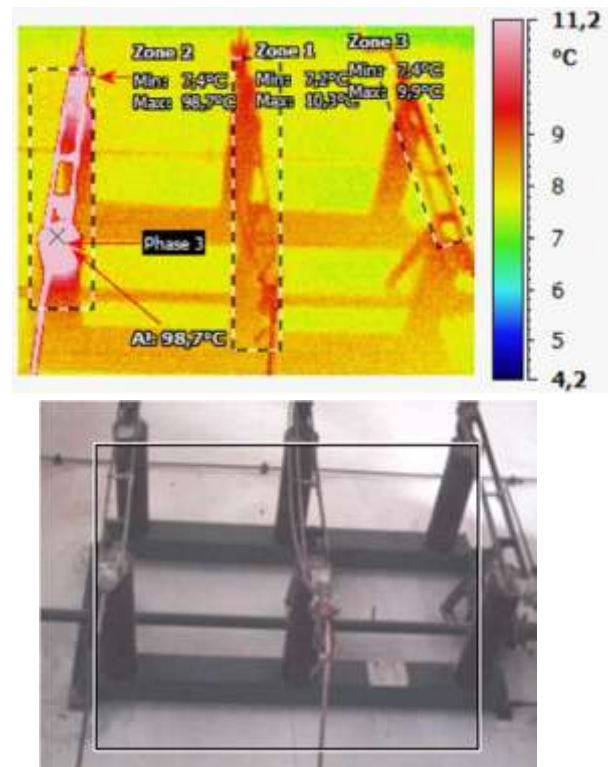 Zone 2
Min: 7,4°C
Max: 98,7°C
Zone 1
Min: 7,2°C
Max: 10,3°C
Zone 3
Min: 7,4°C
Max: 9,9°C
Phase 3
AI: 98,7°C
11,2
°C
9
8
7
6
5
4,2